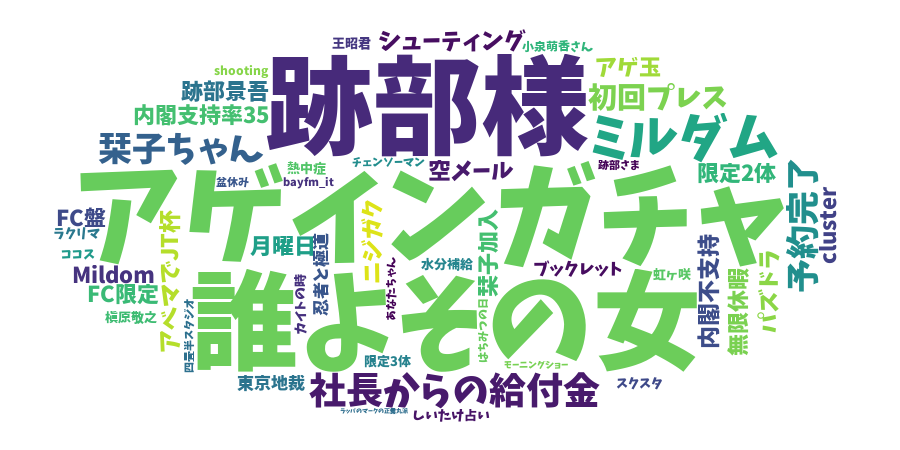 王昭君
シューティング
小泉萌香さん
shooting
跡部様
アゲ玉
跡部景吾
初回プレス
内閣支持率35
ミルダム
栞子ちゃん
熱中症
チェンソーマン
空メール
跡部さま
限定2体
盆休み
bayfm_it
アゲインガチャ
予約完了
cluster
FC盤
ラクリマ
アベマでJT杯
月曜日
忍者と極道
ニジガク
栞子加入
ココス
水分補給
ブックレット
虹ヶ咲
内閣不支持
無限休暇
パズドラ
Mildom
FC限定
あなたちゃん
カイトの時
はちみつの日
槇原敬之
四畳半スタジオ
誰よその女
限定3体
モーニングショー
東京地裁
社長からの給付金
スクスタ
ラッパのマークの正露丸派
しいたけ占い